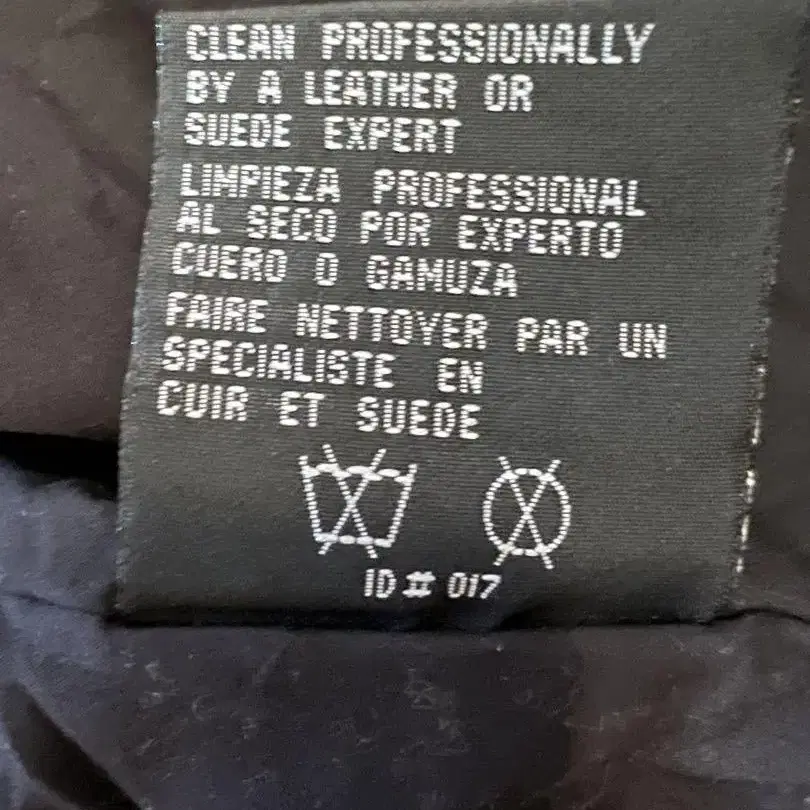 CLEAN PROFESSIONALLY
BY A LEATHER OR
SUEDE EXPERT
LIMPIEZA PROFESSIONAL
AL SECO POR EXPERTO
CUERO O GAMUZA
FAIRE NETTOYER PAR UN
SPECIALISTE EN
CUIR ET SUEDE
ID # 017